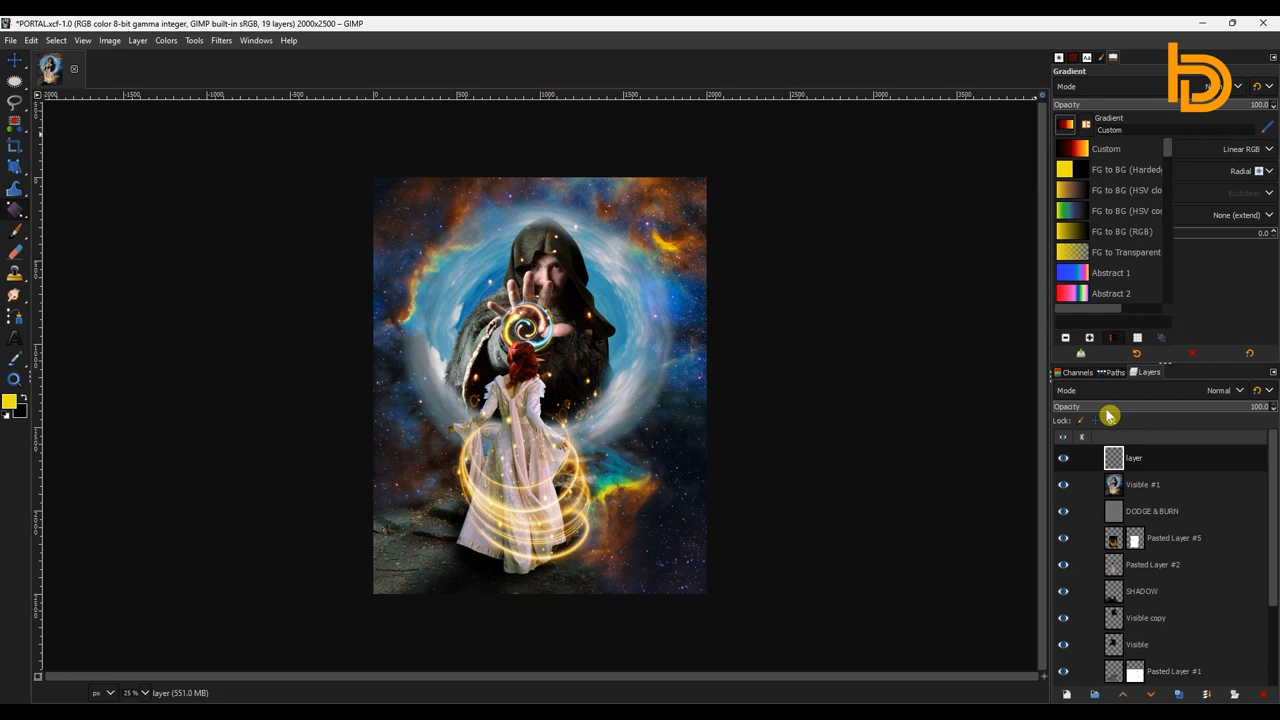 *PORTAL.xcf-1.0 (RGB color 8-bit gamma integer, GIMP built-in sRGB, 19 layers) 2000x2500 – GIMP
File Edit Select View Image Layer Colors Tools Filters Windows Help
Gradient
Mode
Opacity 100.0
Gradient
Custom
Custom
Linear RGB
FG to BG (Hardedg
Radial
FG to BG (HSV clo
Euclidean
FG to BG (HSV cou
None (extend)
FG to BG (RGB)
0.0
FG to Transparent
Abstract 1
Abstract 2
Channels Paths Layers
Mode Normal
Opacity 100.0
Lock:
layer
Visible #1
DODGE & BURN
Pasted Layer #5
Pasted Layer #2
SHADOW
Visible copy
Visible
Pasted Layer #1
px 25 % layer (551.0 MB)